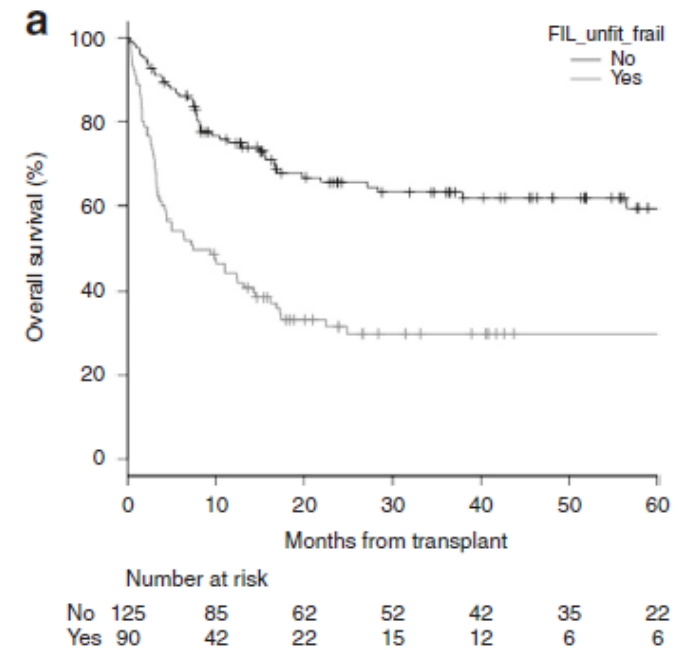 a
FIL_unfit_frail
No
Yes
Overall survival (%)
100
80
60
40
20
0
0 10 20 30 40 50 60
Months from transplant
Number at risk
No 125 85 62 52 42 35 22
Yes 90 42 22 15 12 6 6